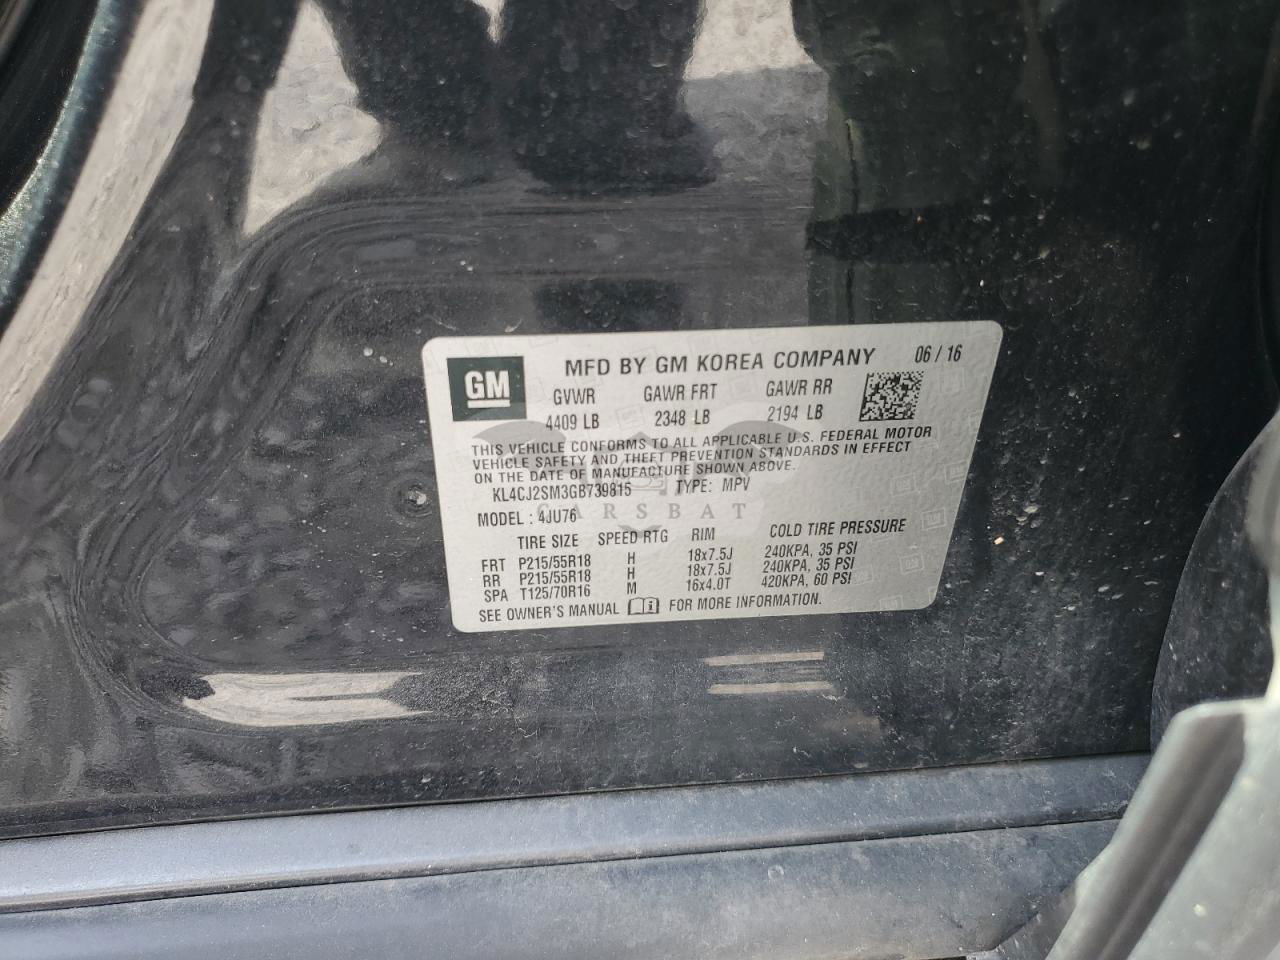 GM
MFD BY GM KOREA COMPANY 06 / 16
GVWR GAWR FRT GAWR RR
4409 LB 2348 LB 2194 LB
THIS VEHICLE CONFORMS TO ALL APPLICABLE U.S. FEDERAL MOTOR
VEHICLE SAFETY AND THEFT PREVENTION STANDARDS IN EFFECT
ON THE DATE OF MANUFACTURE SHOWN ABOVE.
KL4CJ2SM3GB739815 TYPE: MPV
CARSBAT
MODEL : 4JU76
TIRE SIZE SPEED RTG RIM COLD TIRE PRESSURE
FRT P215/55R18 H 18x7.5J 240KPA, 35 PSI
RR P215/55R18 H 18x7.5J 240KPA, 35 PSI
SPA T125/70R16 M 16x4.0T 420KPA, 60 PSI
SEE OWNER'S MANUAL FOR MORE INFORMATION.